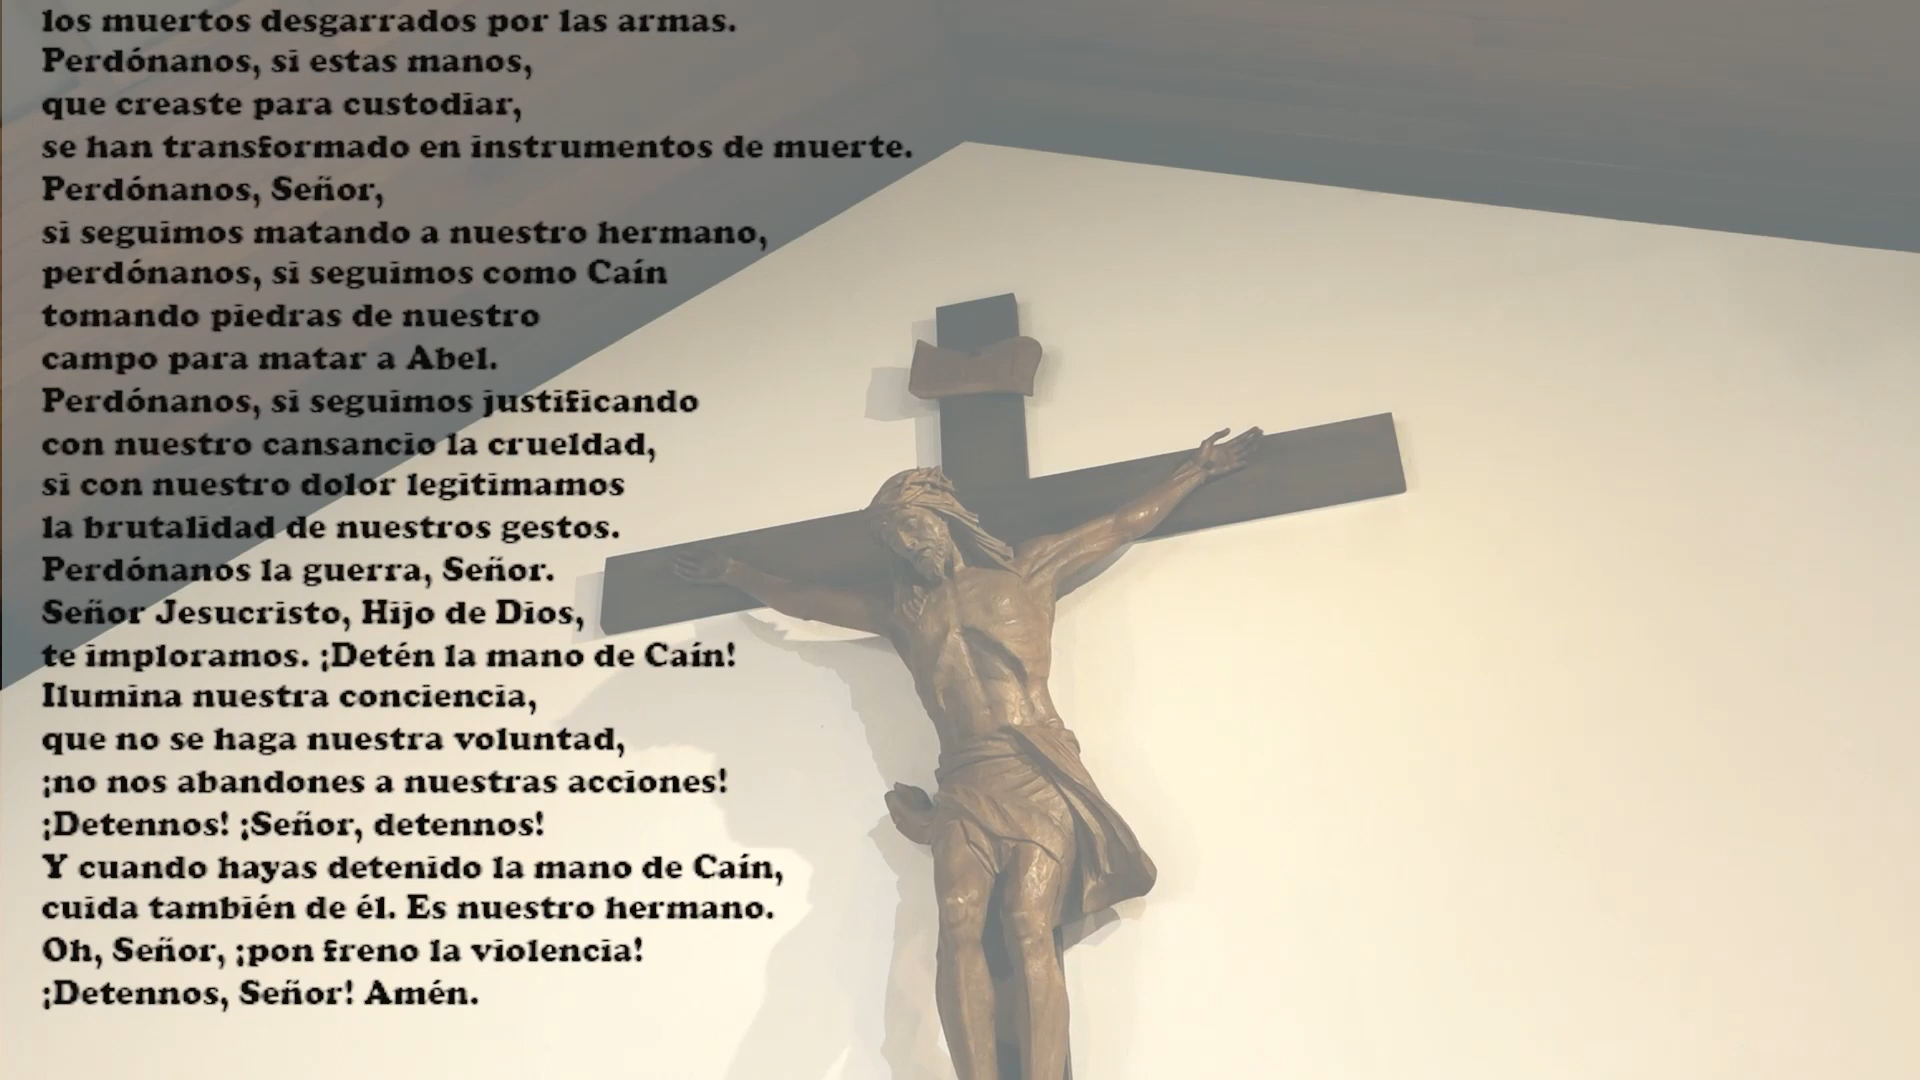 los muertos desgarrados por las armas.
Perdónanos, si estas manos,
que creaste para custodiar,
se han transformado en instrumentos de muerte.
Perdónanos, Señor,
si seguimos matando a nuestro hermano,
perdónanos, si seguimos como Caín
tomando piedras de nuestro
campo para matar a Abel.
Perdónanos, si seguimos justificando
con nuestro cansancio la crueldad,
si con nuestro dolor legitimamos
la brutalidad de nuestros gestos.
Perdónanos la guerra, Señor.
Señor Jesucristo, Hijo de Dios,
te imploramos. ¡Detén la mano de Caín!
Ilumina nuestra conciencia,
que no se haga nuestra voluntad,
¡no nos abandones a nuestras acciones!
¡Detennos! ¡Señor, detennos!
Y cuando hayas detenido la mano de Caín,
cuida también de él. Es nuestro hermano.
Oh, Señor, ¡pon freno la violencia!
¡Detennos, Señor! Amén.